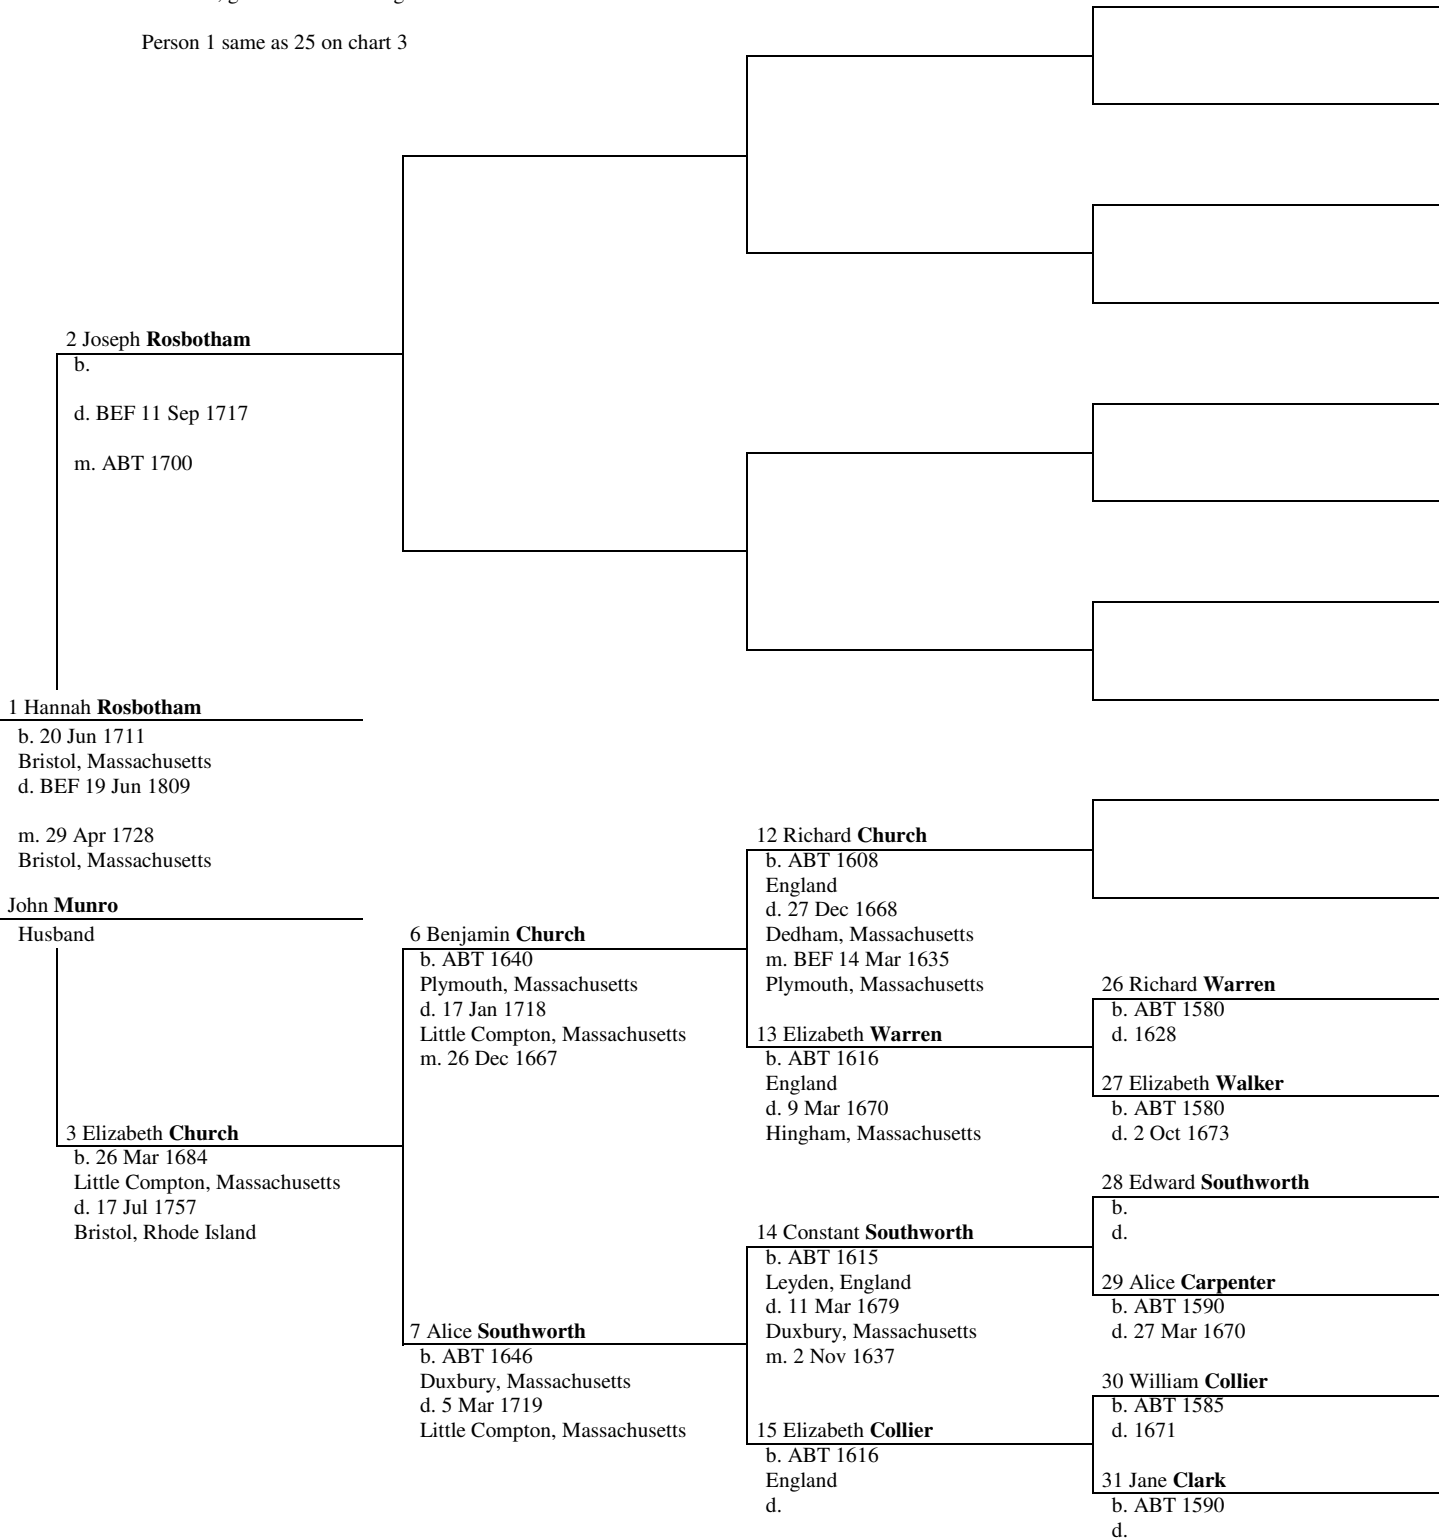 Person 1 same as 25 on chart 3
2 Joseph Rosbotham
b.
d. BEF 11 Sep 1717
m. ABT 1700
1 Hannah Rosbotham
b. 20 Jun 1711
Bristol, Massachusetts
d. BEF 19 Jun 1809
m. 29 Apr 1728
Bristol, Massachusetts
John Munro
Husband
3 Elizabeth Church
b. 26 Mar 1684
Little Compton, Massachusetts
d. 17 Jul 1757
Bristol, Rhode Island
6 Benjamin Church
b. ABT 1640
Plymouth, Massachusetts
d. 17 Jan 1718
Little Compton, Massachusetts
m. 26 Dec 1667
7 Alice Southworth
b. ABT 1646
Duxbury, Massachusetts
d. 5 Mar 1719
Little Compton, Massachusetts
12 Richard Church
b. ABT 1608
England
d. 27 Dec 1668
Dedham, Massachusetts
m. BEF 14 Mar 1635
Plymouth, Massachusetts
13 Elizabeth Warren
b. ABT 1616
England
d. 9 Mar 1670
Hingham, Massachusetts
14 Constant Southworth
b. ABT 1615
Leyden, England
d. 11 Mar 1679
Duxbury, Massachusetts
m. 2 Nov 1637
15 Elizabeth Collier
b. ABT 1616
England
d.
26 Richard Warren
b. ABT 1580
d. 1628
27 Elizabeth Walker
b. ABT 1580
d. 2 Oct 1673
28 Edward Southworth
b.
d.
29 Alice Carpenter
b. ABT 1590
d. 27 Mar 1670
30 William Collier
b. ABT 1585
d. 1671
31 Jane Clark
b. ABT 1590
d.